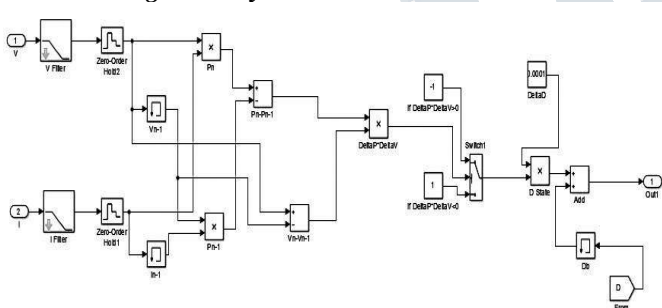 1
V
V Filter
Zero-Order
Hold2
X
Pn
Vn-1
+
-
Pn-Pn-1
-1
If DeltaP*DeltaV>0
0.0001
DeltaD
X
DeltaP*DeltaV
Switch1
X
D State
+
+
Add
1
Out1
2
I
I Filter
Zero-Order
Hold1
X
Pn-1
In-1
+
-
Vn-Vn-1
1
If DeltaP*DeltaV<0
Db
D